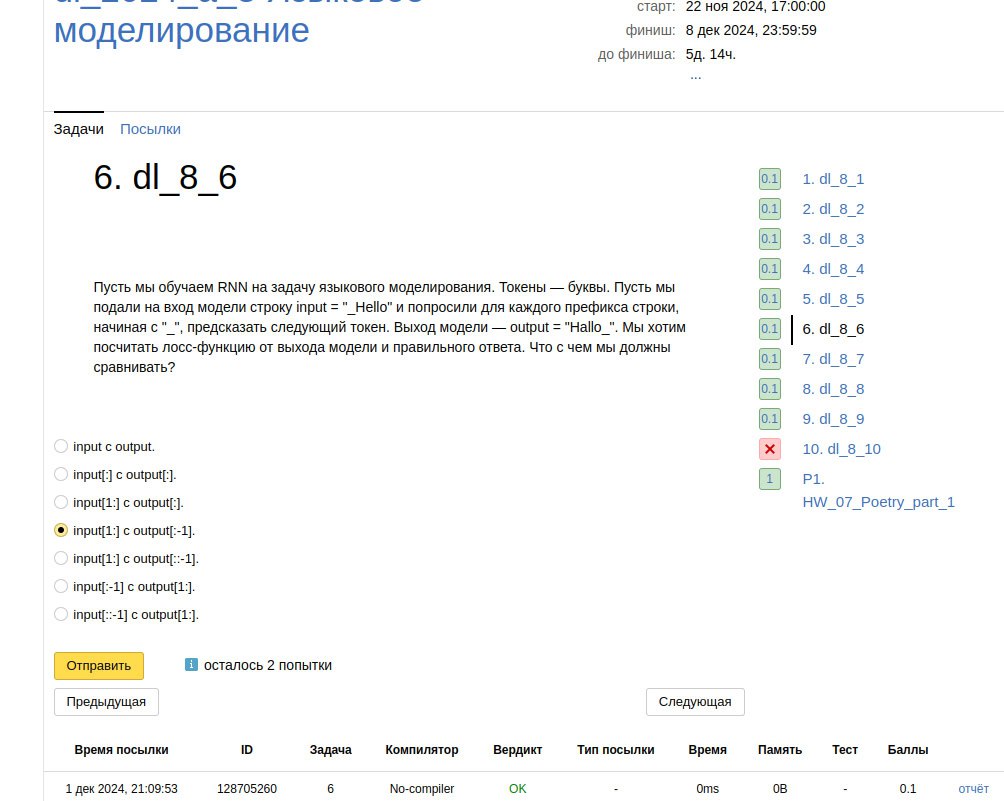 моделирование
старт: 22 ноя 2024, 17:00:00
финиш: 8 дек 2024, 23:59:59
до финиша: 5д. 14ч.
...
Задачи Посылки
6. dl_8_6
Пусть мы обучаем RNN на задачу языкового моделирования. Токены — буквы. Пусть мы
подали на вход модели строку input = "_Hello" и попросили для каждого префикса строки,
начиная с "_", предсказать следующий токен. Выход модели — output = "Hallo_". Мы хотим
посчитать лосс-функцию от выхода модели и правильного ответа. Что с чем мы должны
сравнивать?
input с output.
input[:] с output[:].
input[1:] с output[:].
input[1:] с output[:-1].
input[1:] с output[::-1].
input[:-1] с output[1:].
input[::-1] с output[1:].
Отправить осталось 2 попытки
Предыдущая Следующая
0.1 1. dl_8_1
0.1 2. dl_8_2
0.1 3. dl_8_3
0.1 4. dl_8_4
0.1 5. dl_8_5
0.1 6. dl_8_6
0.1 7. dl_8_7
0.1 8. dl_8_8
0.1 9. dl_8_9
10. dl_8_10
1 P1.
HW_07_Poetry_part_1
Время посылки ID Задача Компилятор Вердикт Тип посылки Время Память Тест Баллы
1 дек 2024, 21:09:53 128705260 6 No-compiler OK - 0ms 0B - 0.1 отчёт